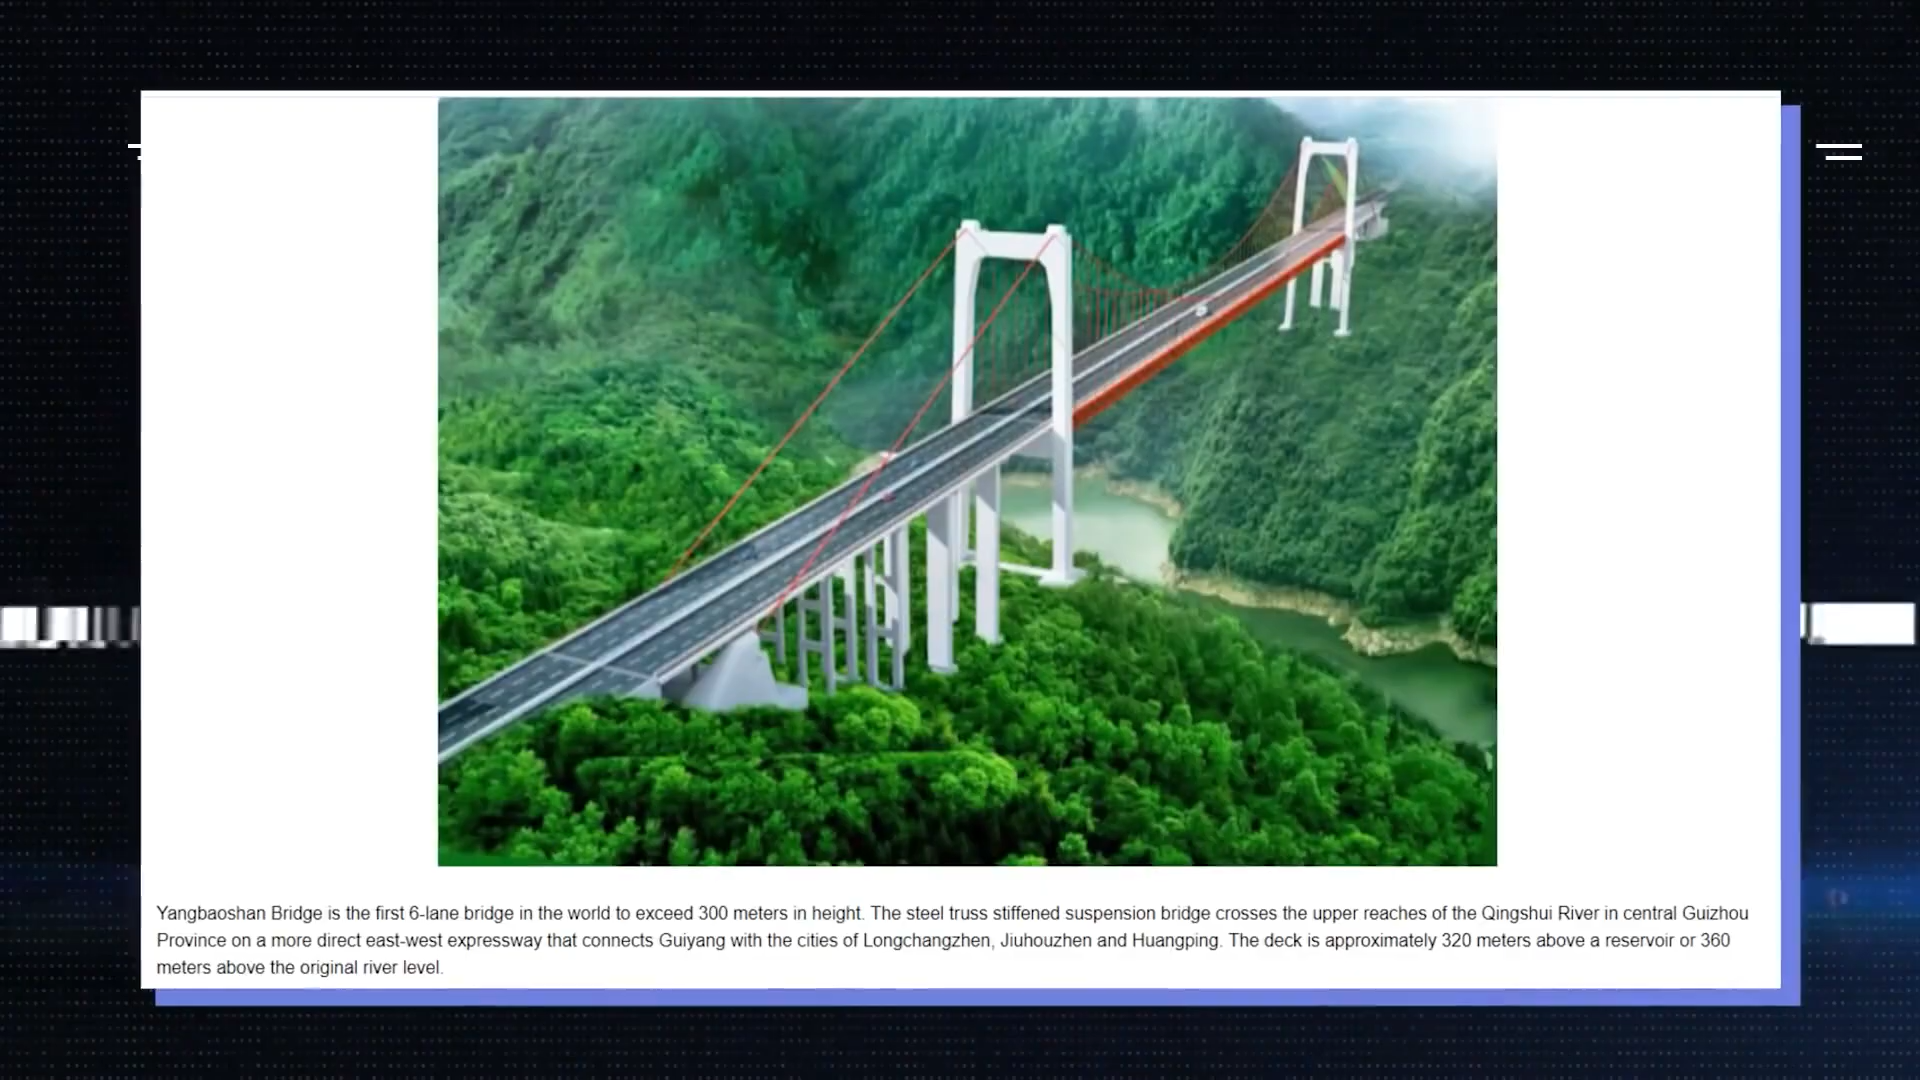 Yangbaoshan Bridge is the first 6-lane bridge in the world to exceed 300 meters in height. The steel truss stiffened suspension bridge crosses the upper reaches of the Qingshui River in central Guizhou
Province on a more direct east-west expressway that connects Guiyang with the cities of Longchangzhen, Jiuhouzhen and Huangping. The deck is approximately 320 meters above a reservoir or 360
meters above the original river level.